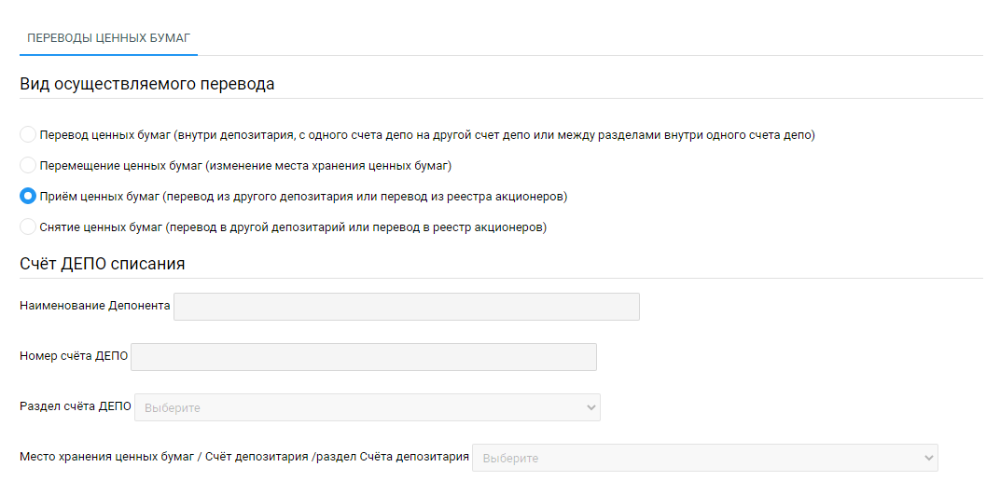 ПЕРЕВОДЫ ЦЕННЫХ БУМАГ
Вид осуществляемого перевода
Перевод ценных бумаг (внутри депозитария, с одного счета депо на другой счет депо или между разделами внутри одного счета депо)
Перемещение ценных бумаг (изменение места хранения ценных бумаг)
Приём ценных бумаг (перевод из другого депозитария или перевод из реестра акционеров)
Снятие ценных бумаг (перевод в другой депозитарий или перевод в реестр акционеров)
Счёт ДЕПО списания
Наименование Депонента
Номер счёта ДЕПО
Раздел счёта ДЕПО Выберите
Место хранения ценных бумаг / Счёт депозитария /раздел Счёта депозитария Выберите